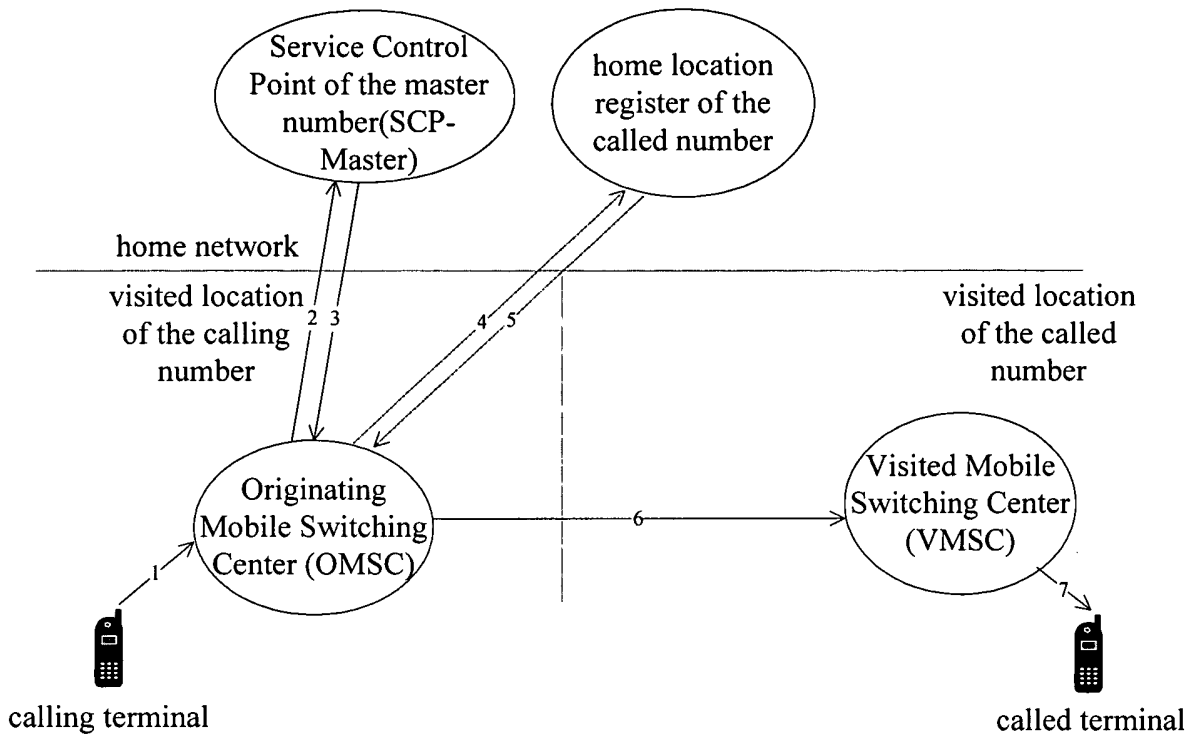 Service Control
Point of the master
number(SCP-
Master)
home location
register of the
called number
home network
visited location
of the calling
number
2
3
4
5
visited location
of the called
number
Originating
Mobile Switching
Center (OMSC)
6
Visited Mobile
Switching Center
(VMSC)
1
7
calling terminal
called terminal